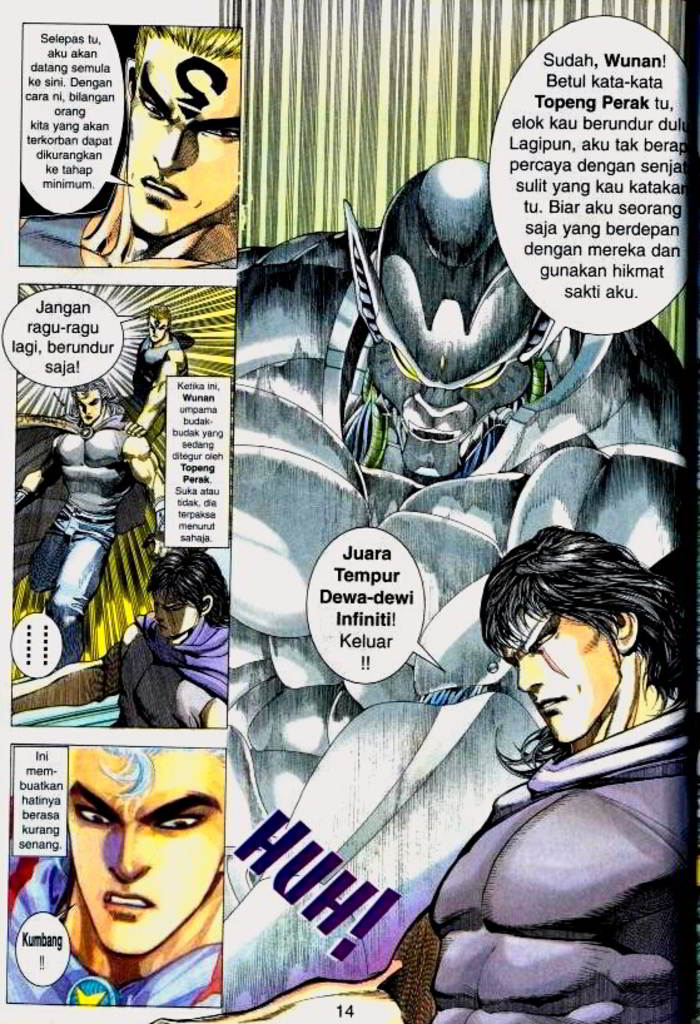 Selepas tu,
aku akan
datang semula
ke sini. Dengan
cara ni, bilangan
orang
kita yang akan
terkorban dapat
dikurangkan
ke tahap
minimum.
Sudah, Wunan!
Betul kata-kata
Topeng Perak tu,
elok kau berundur dulu
Lagipun, aku tak berap
percaya dengan senjat
sulit yang kau katakan
tu. Biar aku seorang
saja yang berdepan
dengan mereka dan
gunakan hikmat
sakti aku.
Jangan
ragu-ragu
lagi, berundur
saja!
Ketika ini,
Wunan
umpama
budak-
budak yang
sedang
ditegur oleh
Topeng
Perak.
Suka atau
tidak, dia
terpaksa
menurut
sahaja.
Juara
Tempur
Dewa-dewi
Infiniti!
Keluar
!!
Ini
mem-
buatkan
hatinya
berasa
kurang
senang.
Kumbang
!!
HUH!
14